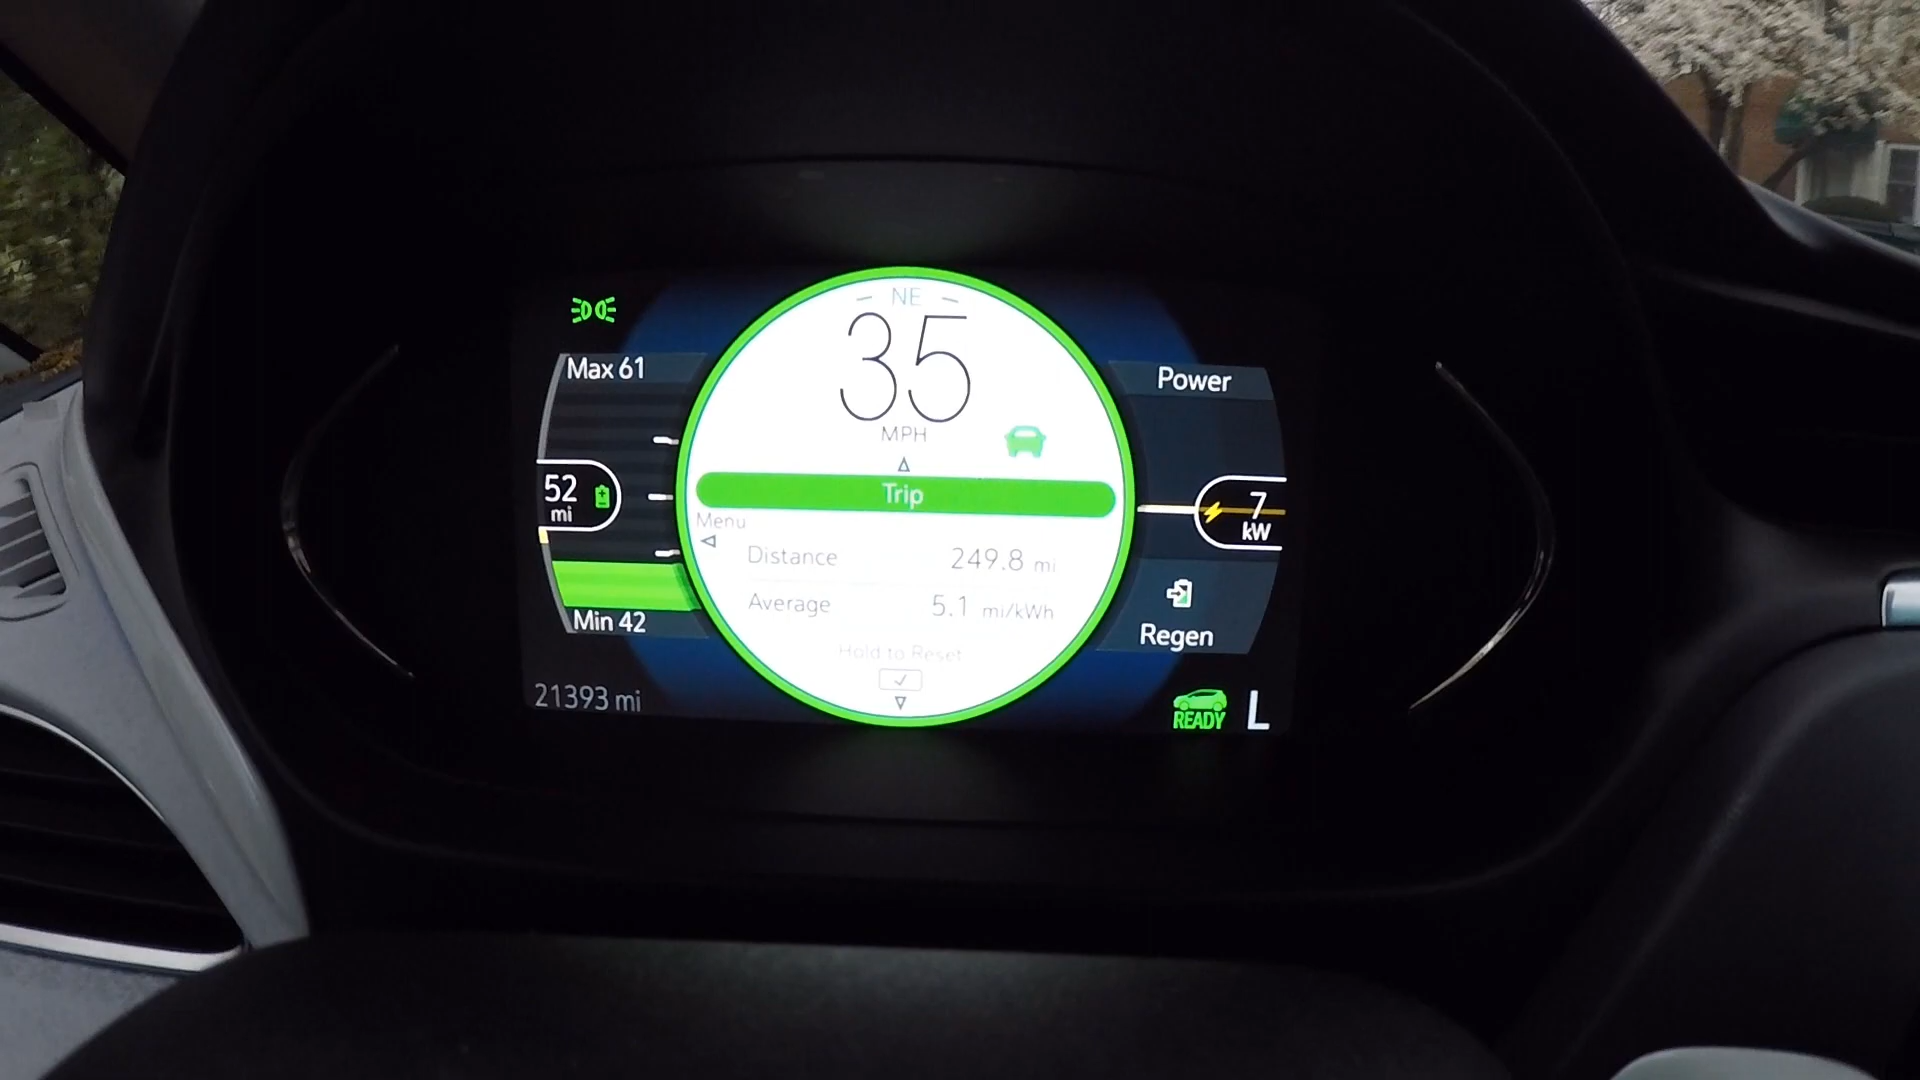 NE
35
MPH
Max 61
52
mi
Min 42
21393 mi
Trip
Menu
Distance 249.8 mi
Average 5.1 mi/kWh
Hold to Reset
Power
7
kW
Regen
READY L